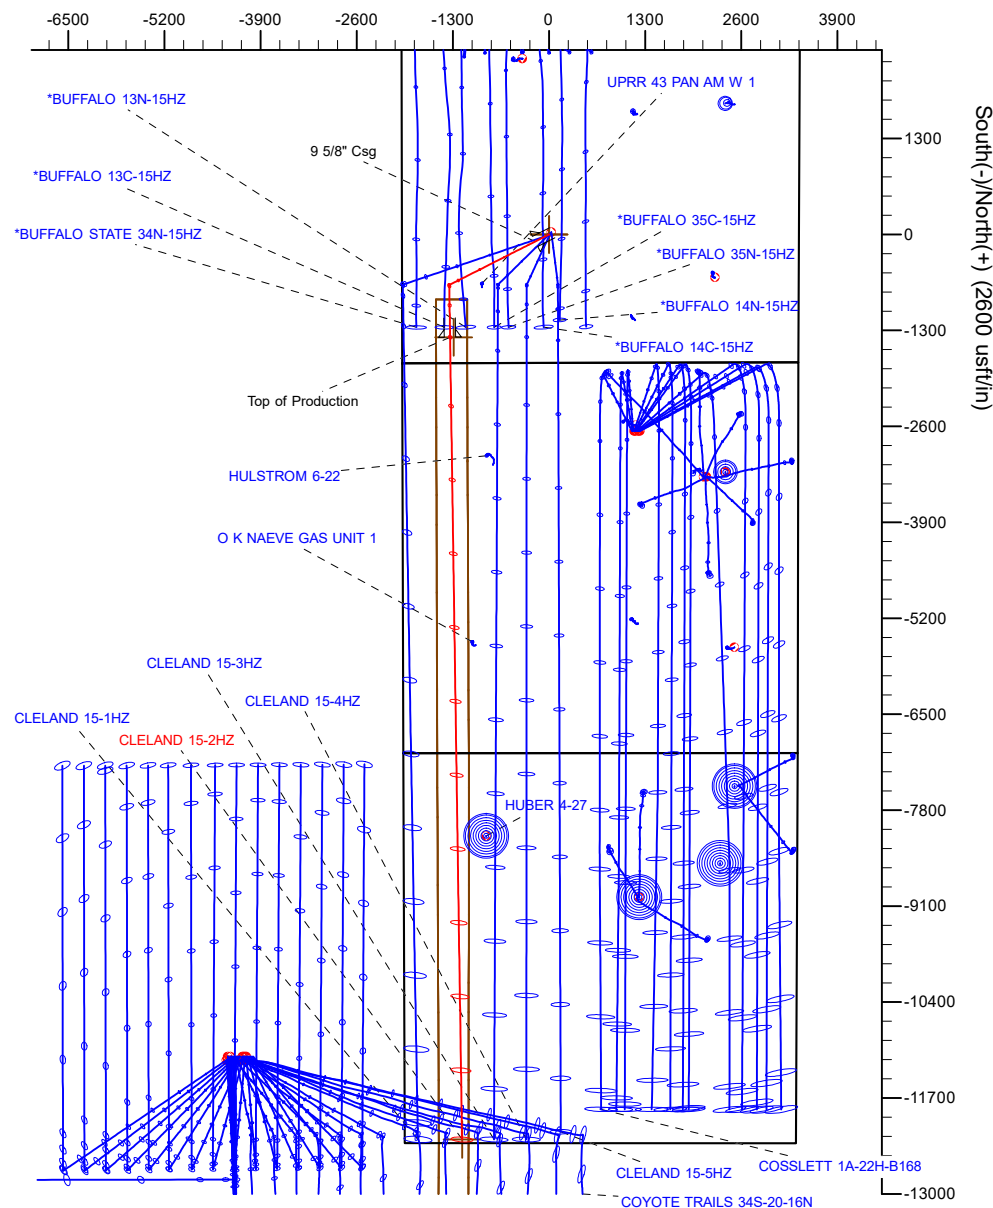 -6500 -5200 -3900 -2600 -1300 0 1300 2600 3900
UPRR 43 PAN AM W 1
*BUFFALO 13N-15HZ
1300
9 5/8" Csg
*BUFFALO 13C-15HZ
*BUFFALO 35C-15HZ
*BUFFALO STATE 34N-15HZ
0
*BUFFALO 35N-15HZ
*BUFFALO 14N-15HZ
-1300
*BUFFALO 14C-15HZ
South(-)/North(+) (2600 usft/in)
Top of Production
-2600
HULSTROM 6-22
-3900
O K NAEVE GAS UNIT 1
-5200
CLELAND 15-3HZ
CLELAND 15-4HZ
CLELAND 15-1HZ
-6500
CLELAND 15-2HZ
HUBER 4-27
-7800
-9100
-10400
-11700
COSSLETT 1A-22H-B168
CLELAND 15-5HZ
-13000
COYOTE TRAILS 34S-20-16N